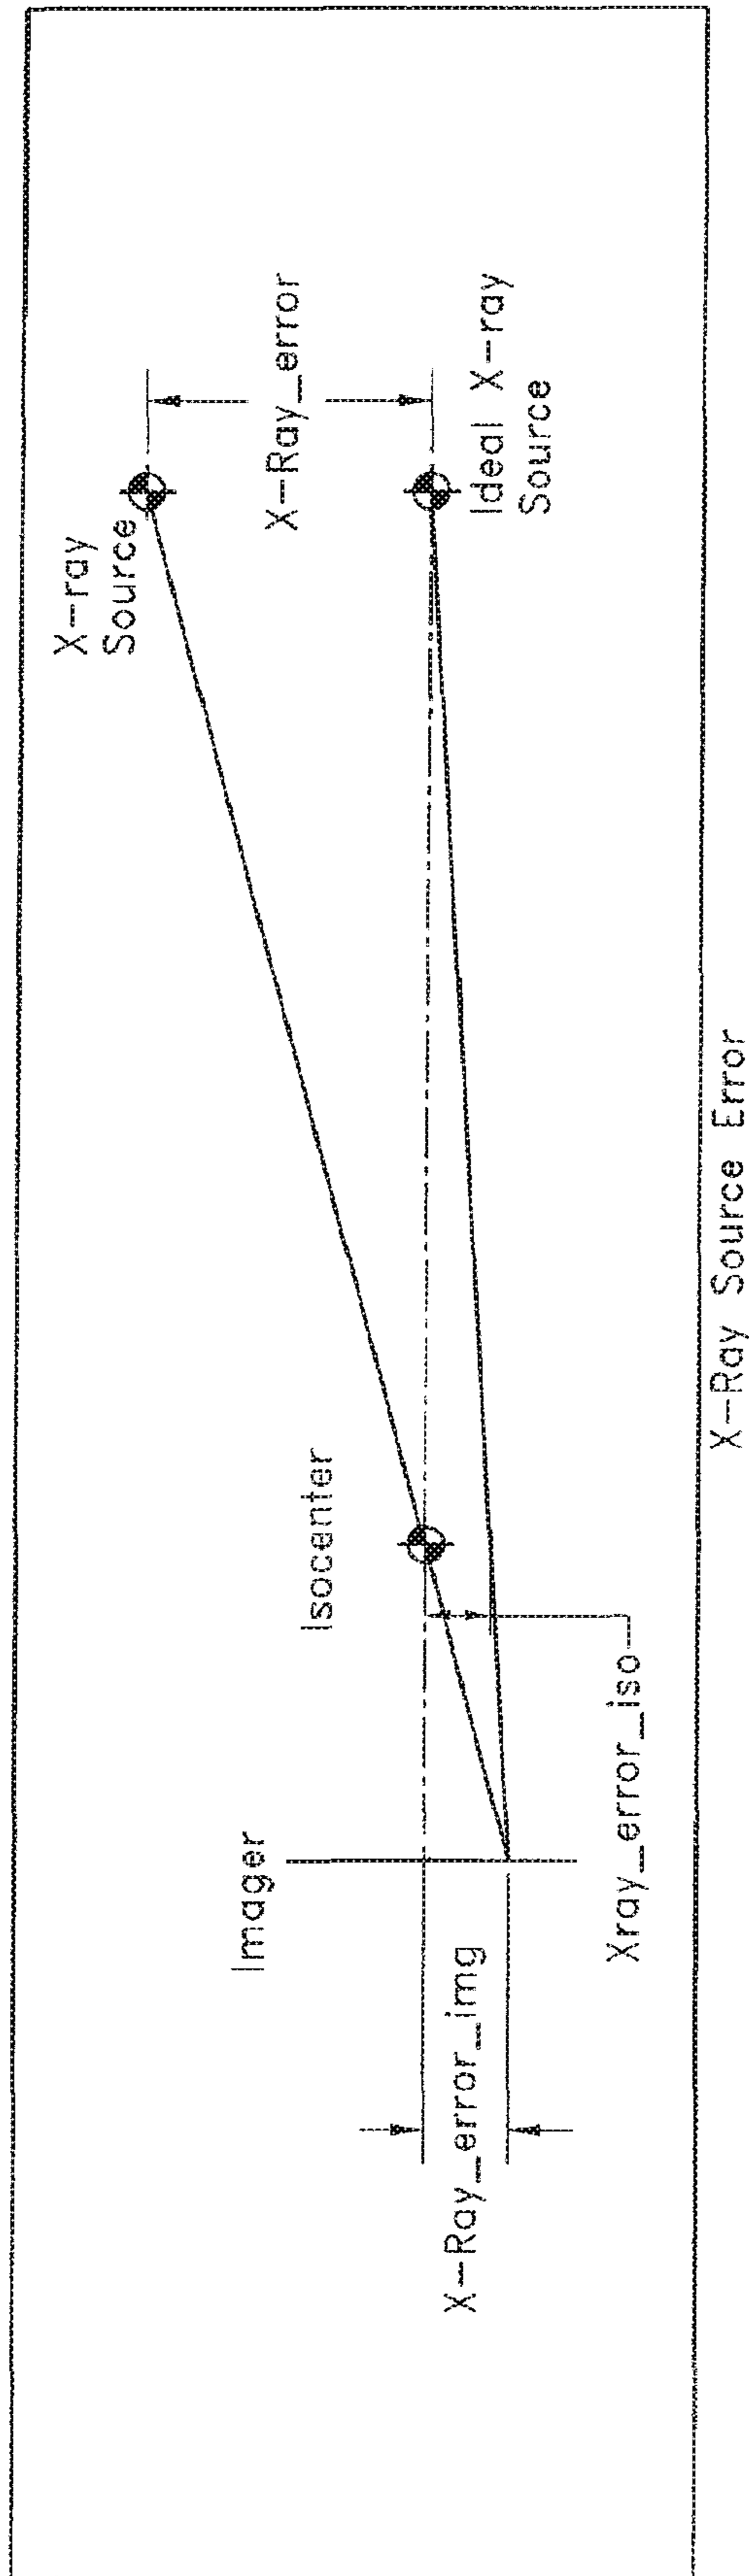 X-ray
Source
X-Ray_error
Ideal X-ray
Source
Isocenter
Imager
X-Ray_error_img
Xray_error_iso
X-Ray Source Error